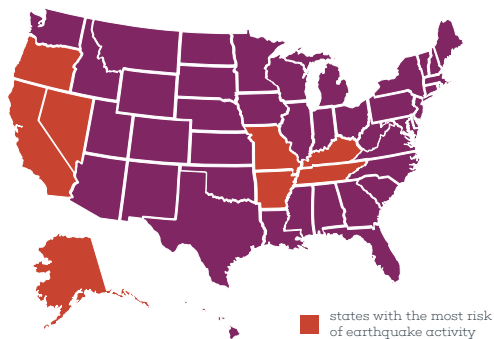 states with the most risk
of earthquake activity